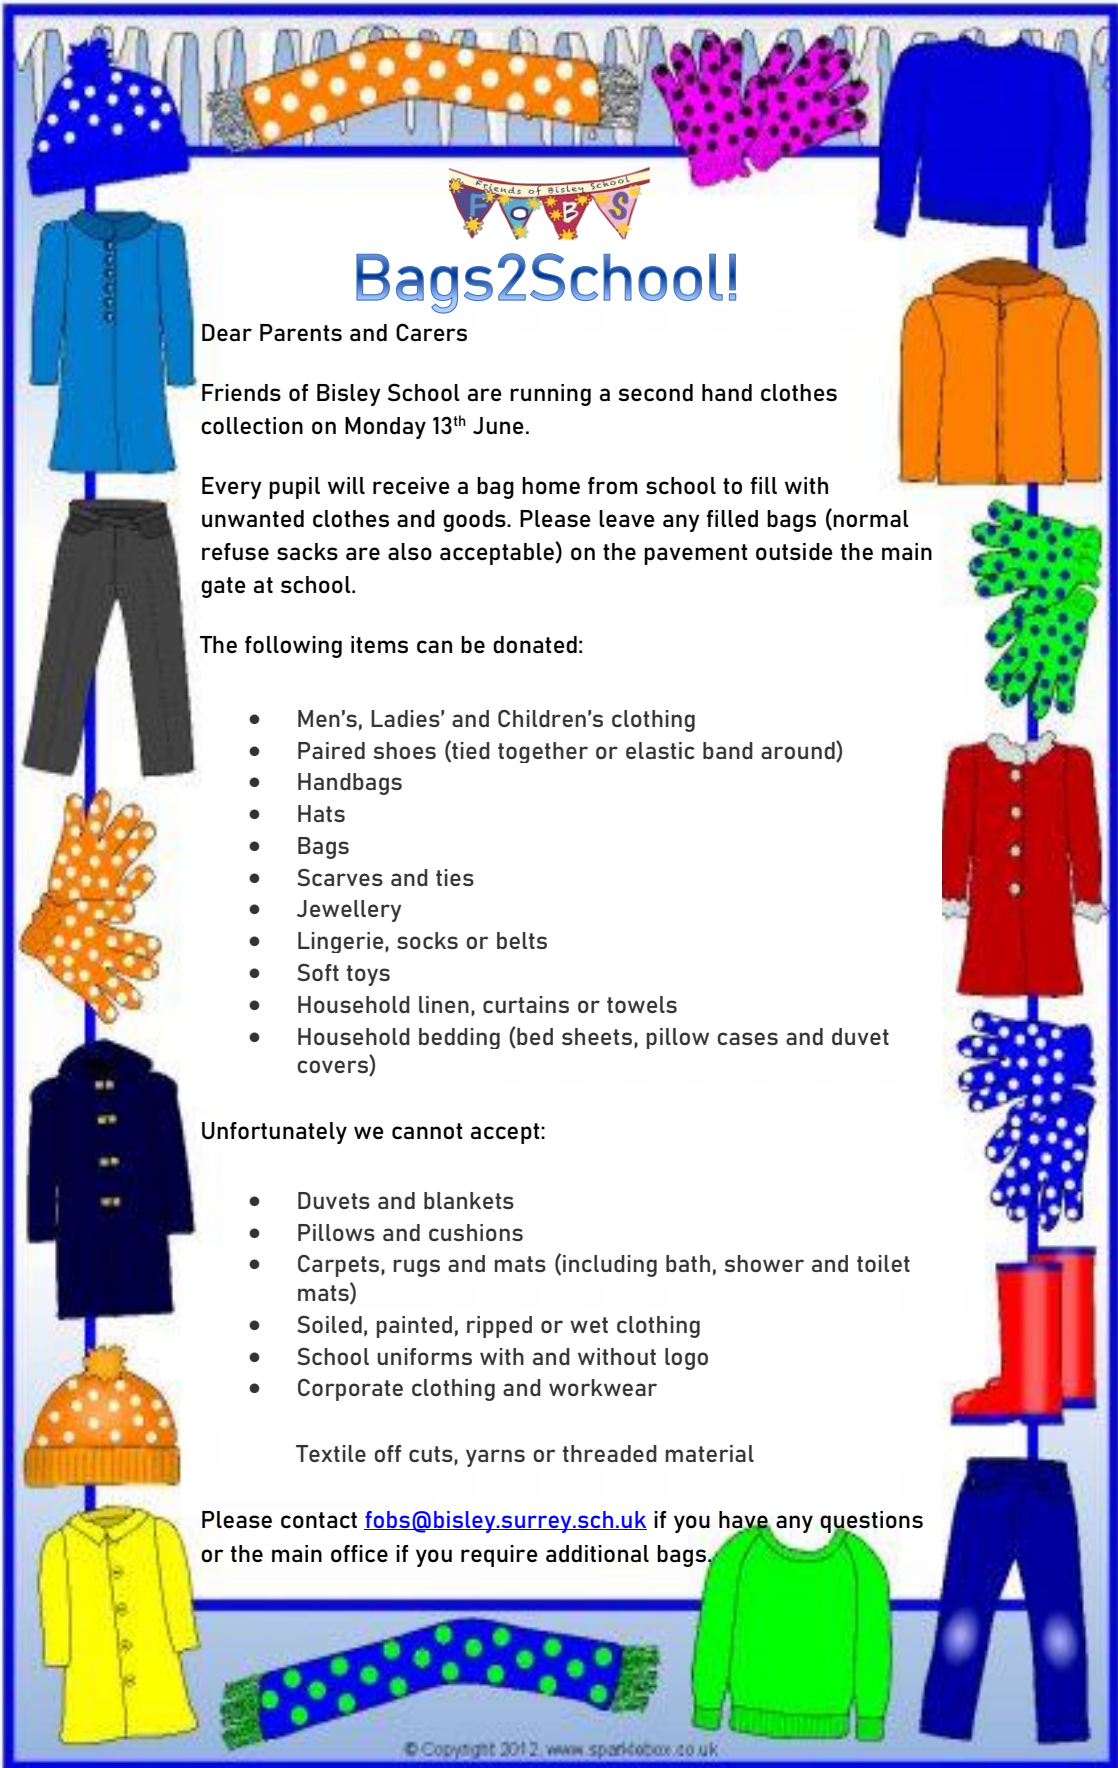 Friends of Bisley School
FOBS
Bags2School!
Dear Parents and Carers
Friends of Bisley School are running a second hand clothes
collection on Monday 13th June.
Every pupil will receive a bag home from school to fill with
unwanted clothes and goods. Please leave any filled bags (normal
refuse sacks are also acceptable) on the pavement outside the main
gate at school.
The following items can be donated:
• Men’s, Ladies’ and Children’s clothing
• Paired shoes (tied together or elastic band around)
• Handbags
• Hats
• Bags
• Scarves and ties
• Jewellery
• Lingerie, socks or belts
• Soft toys
• Household linen, curtains or towels
• Household bedding (bed sheets, pillow cases and duvet
covers)
Unfortunately we cannot accept:
• Duvets and blankets
• Pillows and cushions
• Carpets, rugs and mats (including bath, shower and toilet
mats)
• Soiled, painted, ripped or wet clothing
• School uniforms with and without logo
• Corporate clothing and workwear
Textile off cuts, yarns or threaded material
Please contact fobs@bisley.surrey.sch.uk if you have any questions
or the main office if you require additional bags.
© Copyright 2012, www.sparklebox.co.uk